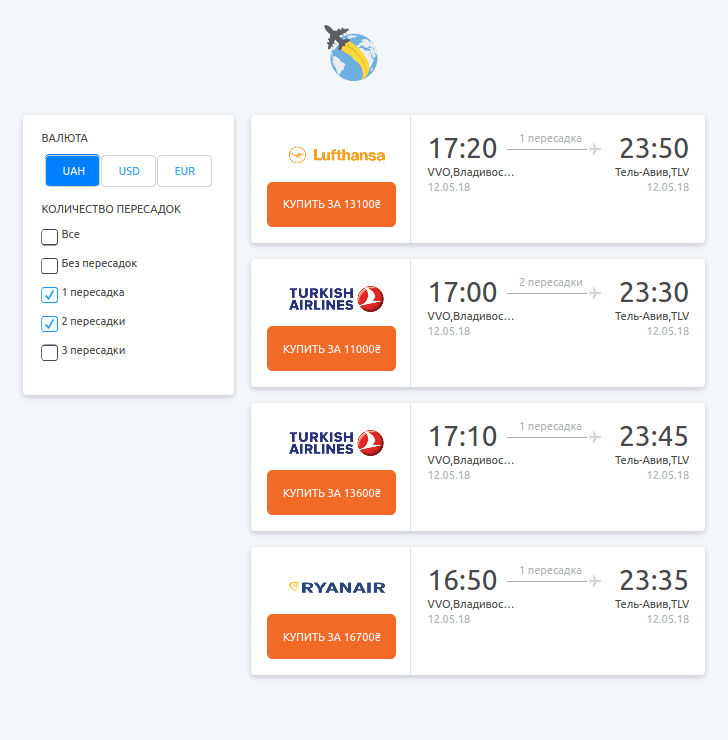 ВАЛЮТА
UAH USD EUR
КОЛИЧЕСТВО ПЕРЕСАДОК
Все
Без пересадок
1 пересадка
2 пересадки
3 пересадки
Lufthansa
КУПИТЬ ЗА 13100₴
1 пересадка
17:20 23:50
VVO,Владивос… Тель-Авив,TLV
12.05.18 12.05.18
TURKISH
AIRLINES
КУПИТЬ ЗА 11000₴
2 пересадки
17:00 23:30
VVO,Владивос… Тель-Авив,TLV
12.05.18 12.05.18
TURKISH
AIRLINES
КУПИТЬ ЗА 13600₴
1 пересадка
17:10 23:45
VVO,Владивос… Тель-Авив,TLV
12.05.18 12.05.18
RYANAIR
КУПИТЬ ЗА 16700₴
1 пересадка
16:50 23:35
VVO,Владивос… Тель-Авив,TLV
12.05.18 12.05.18